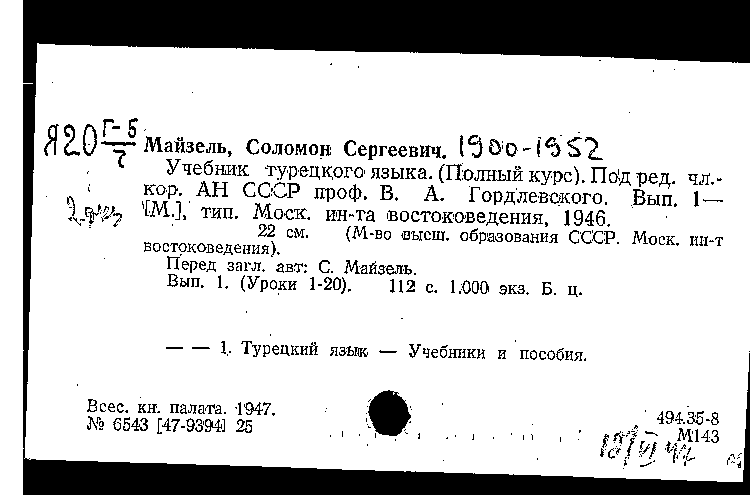 Я20 Г-5
7
Майзель, Соломон Сергеевич. 1900-1952
Учебник турецкого языка. (Полный курс). Под ред. чл.-
кор. АН СССР проф. В. А. Гордлевского. Вып. 1—
[М.], тип. Моск. ин-та востоковедения, 1946.
22 см. (М-во высш. образования СССР. Моск. ин-т
востоковедения).
Перед загл. авт: С. Майзель.
Вып. 1. (Уроки 1-20). 112 с. 1.000 экз. Б. ц.
— — 1. Турецкий язык — Учебники и пособия.
Всес. кн. палата. 1947.
№ 6543 [47-9394] 25
494.35-8
М143